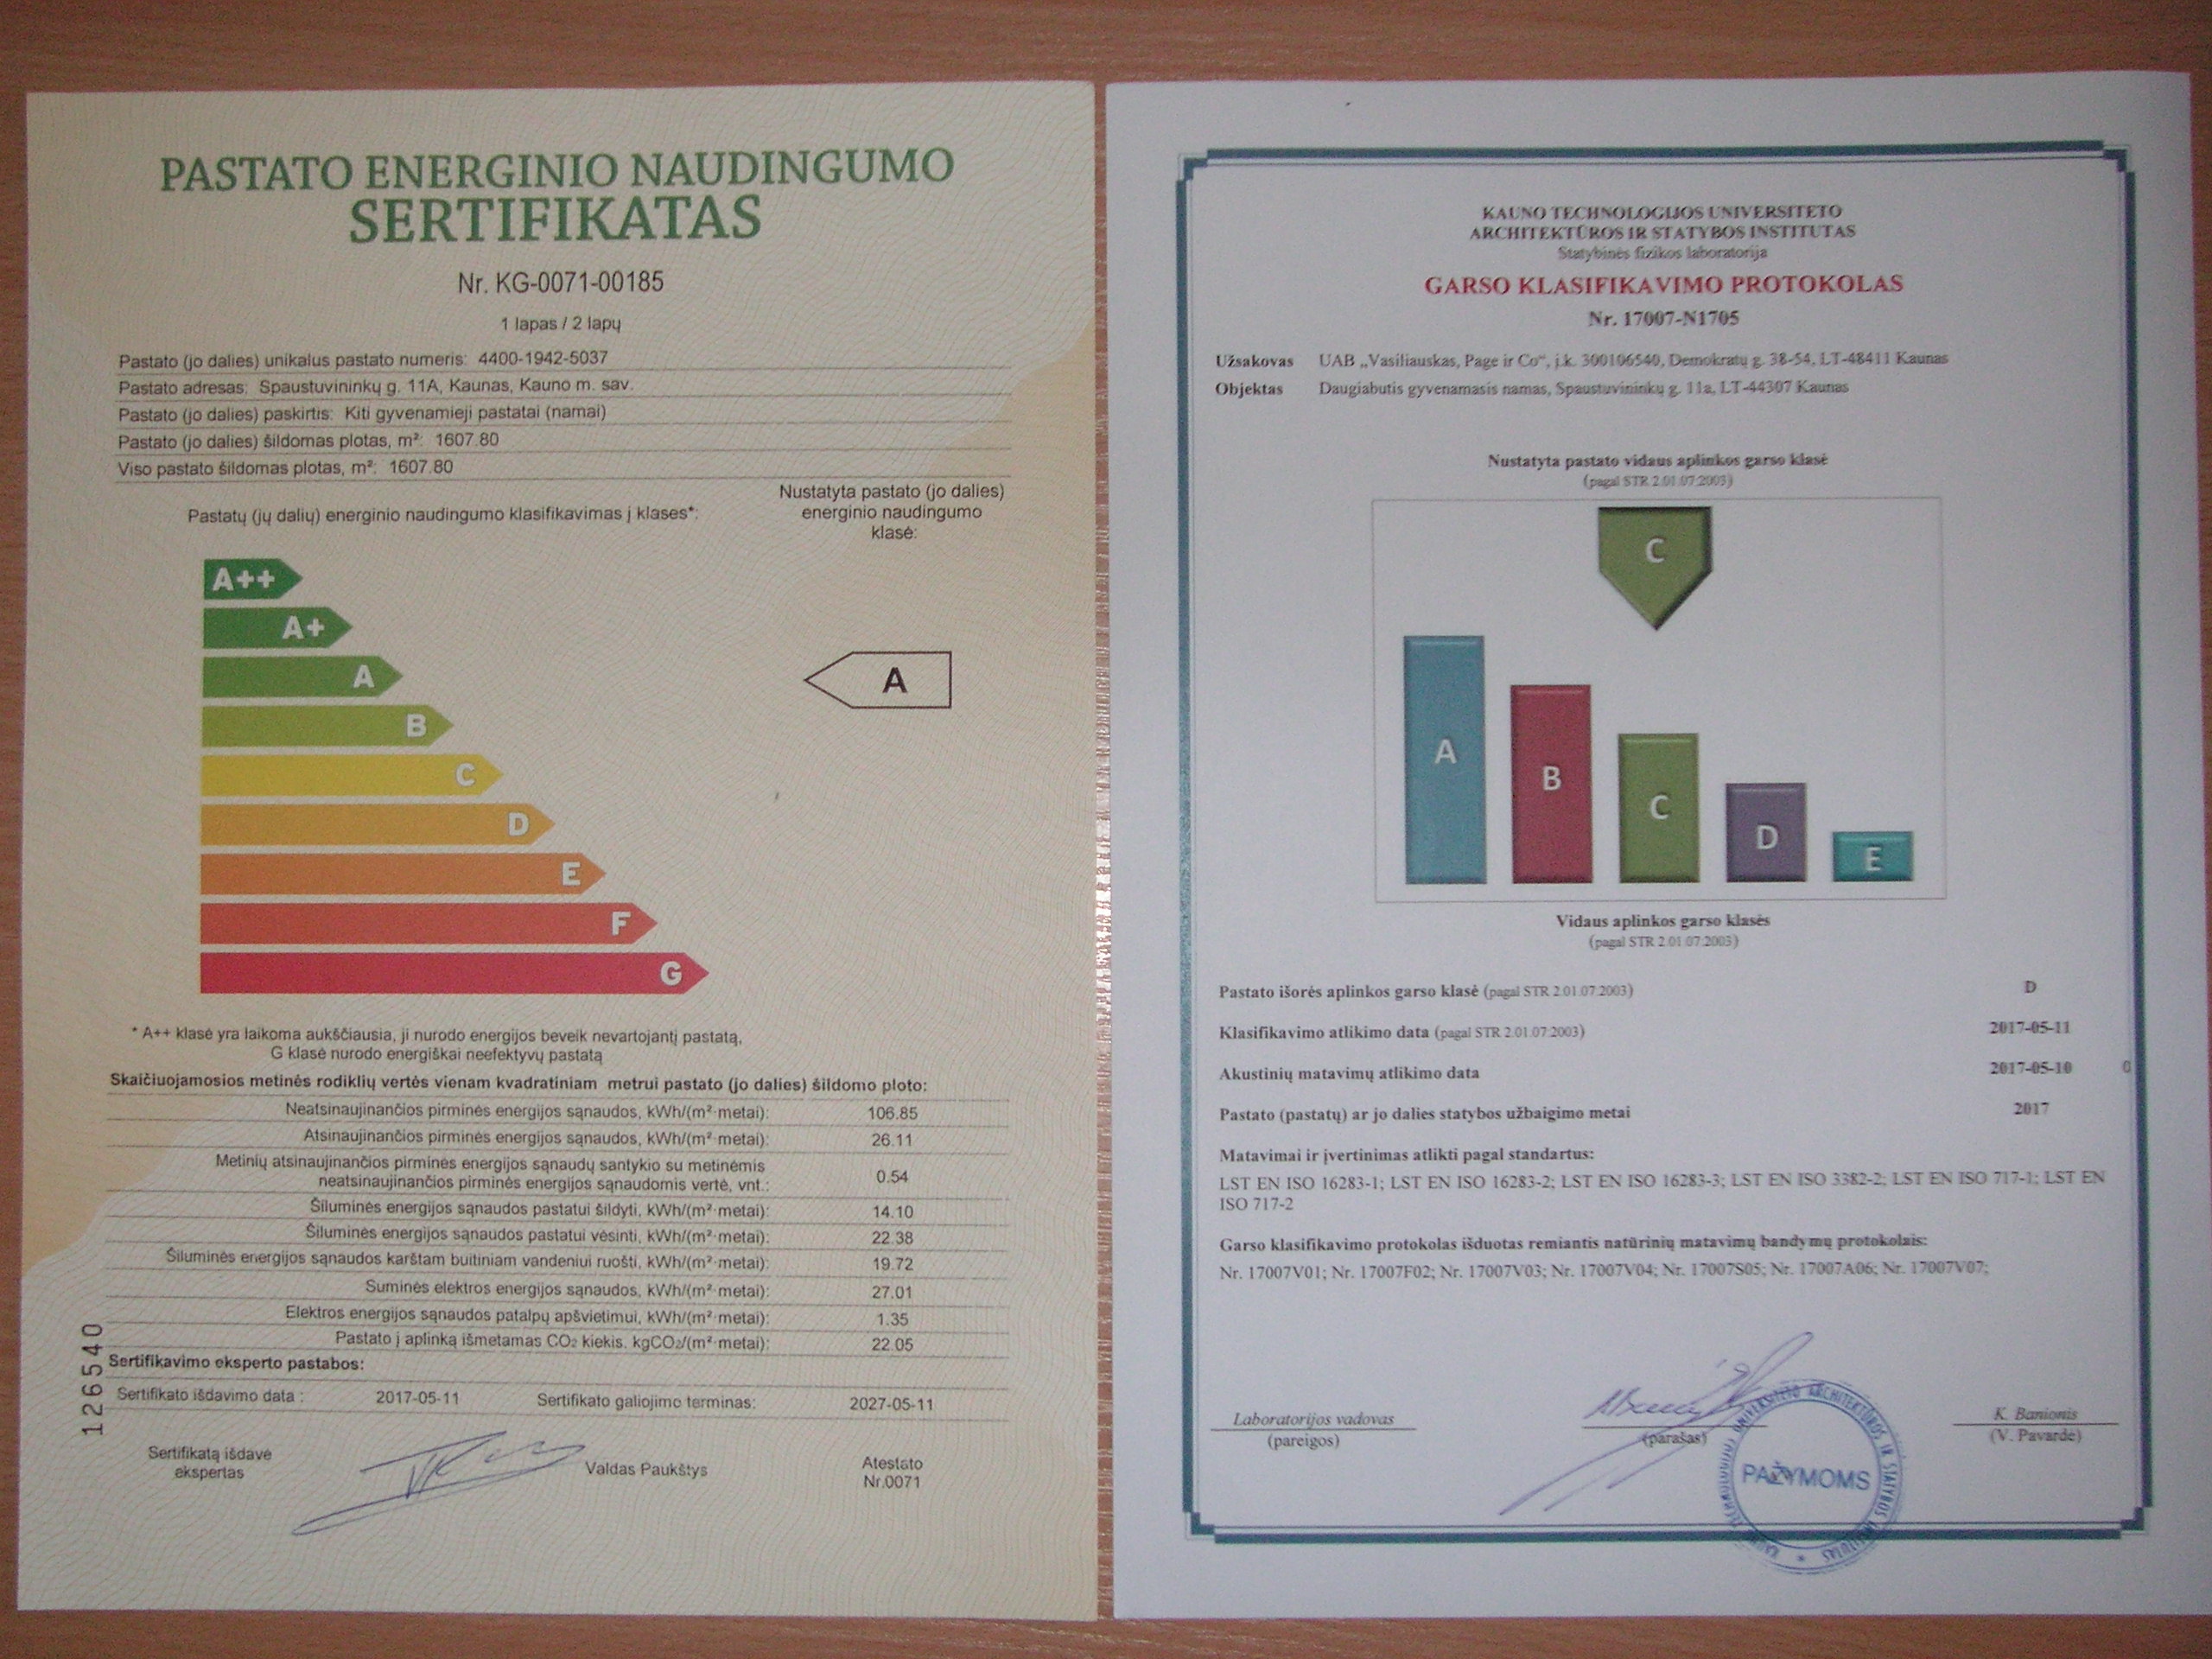 PASTATO ENERGINIO NAUDINGUMO
SERTIFIKATAS
Nr. KG-0071-00185
1 lapas / 2 lapų
Pastato (jo dalies) unikalus pastato numeris: 4400-1942-5037
Pastato adresas: Spaustuvininkų g. 11A, Kaunas, Kauno m. sav.
Pastato (jo dalies) paskirtis: Kiti gyvenamieji pastatai (namai)
Pastato (jo dalies) šildomas plotas, m²: 1607.80
Viso pastato šildomas plotas, m²: 1607.80
Pastatų (jų dalių) energinio naudingumo klasifikavimas į klases*:
Nustatyta pastato (jo dalies)
energinio naudingumo
klasė:
A++
A+
A
B
C
D
E
F
G
A
* A++ klasė yra laikoma aukščiausia, ji nurodo energijos beveik nevartojantį pastatą,
G klasė nurodo energiškai neefektyvų pastatą
Skaičiuojamosios metinės rodiklių vertės vienam kvadratiniam metrui pastato (jo dalies) šildomo ploto:
Neatsinaujinančios pirminės energijos sąnaudos, kWh/(m²·metai): 106.85
Atsinaujinančios pirminės energijos sąnaudos, kWh/(m²·metai): 26.11
Metinių atsinaujinančios pirminės energijos sąnaudų santykio su metinėmis
neatsinaujinančios pirminės energijos sąnaudomis vertė, vnt.: 0.54
Šiluminės energijos sąnaudos pastatui šildyti, kWh/(m²·metai): 14.10
Šiluminės energijos sąnaudos pastatui vėsinti, kWh/(m²·metai): 22.38
Šiluminės energijos sąnaudos karštam buitiniam vandeniui ruošti, kWh/(m²·metai): 19.72
Suminės elektros energijos sąnaudos, kWh/(m²·metai): 27.01
Elektros energijos sąnaudos patalpų apšvietimui, kWh/(m²·metai): 1.35
Pastato į aplinką išmetamas CO₂ kiekis, kgCO₂/(m²·metai): 22.05
Sertifikavimo eksperto pastabos:
Sertifikato išdavimo data : 2017-05-11 Sertifikato galiojimo terminas: 2027-05-11
Sertifikatą išdavė
ekspertas
Valdas Paukštys
Atestato
Nr.0071
126540
KAUNO TECHNOLOGIJOS UNIVERSITETO
ARCHITEKTŪROS IR STATYBOS INSTITUTAS
Statybinės fizikos laboratorija
GARSO KLASIFIKAVIMO PROTOKOLAS
Nr. 17007-N1705
Užsakovas UAB „Vasiliauskas, Page ir Co“, į.k. 300106540, Demokratų g. 38-54, LT-48411 Kaunas
Objektas Daugiabutis gyvenamasis namas, Spaustuvininkų g. 11a, LT-44307 Kaunas
Nustatyta pastato vidaus aplinkos garso klasė
(pagal STR 2.01.07:2003)
C
A
B
C
D
E
Vidaus aplinkos garso klasės
(pagal STR 2.01.07:2003)
Pastato išorės aplinkos garso klasė (pagal STR 2.01.07:2003) D
Klasifikavimo atlikimo data (pagal STR 2.01.07:2003) 2017-05-11
Akustinių matavimų atlikimo data 2017-05-10 0
Pastato (pastatų) ar jo dalies statybos užbaigimo metai 2017
Matavimai ir įvertinimas atlikti pagal standartus:
LST EN ISO 16283-1; LST EN ISO 16283-2; LST EN ISO 16283-3; LST EN ISO 3382-2; LST EN ISO 717-1; LST EN
ISO 717-2
Garso klasifikavimo protokolas išduotas remiantis natūrinių matavimų bandymų protokolais:
Nr. 17007V01; Nr. 17007F02; Nr. 17007V03; Nr. 17007V04; Nr. 17007S05; Nr. 17007A06; Nr. 17007V07;
Laboratorijos vadovas
(pareigos)
(parašas)
K. Banionis
(V. Pavardė)
UNIVERSITETO ARCHITEKTŪROS IR STATYBOS INSTITUTAS
PAŽYMOMS